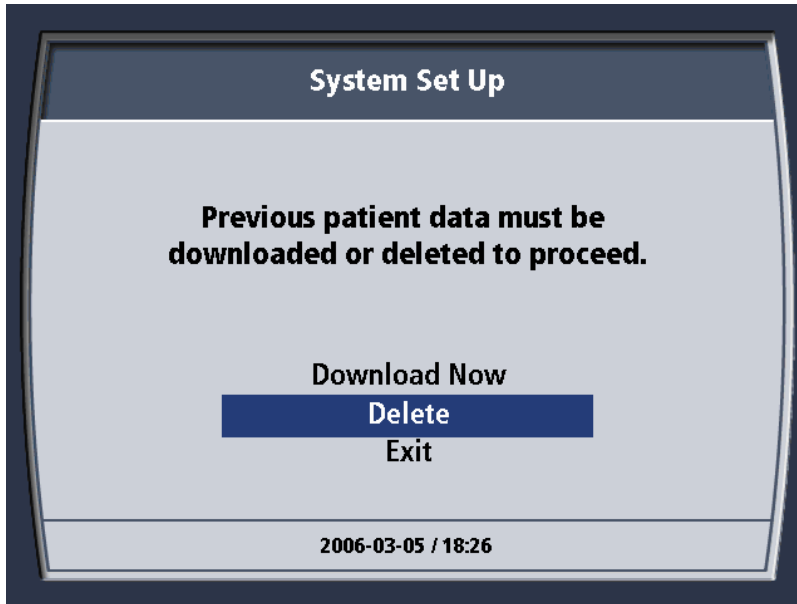 System Set Up
Previous patient data must be
downloaded or deleted to proceed.
Download Now
Delete
Exit
2006-03-05 / 18:26